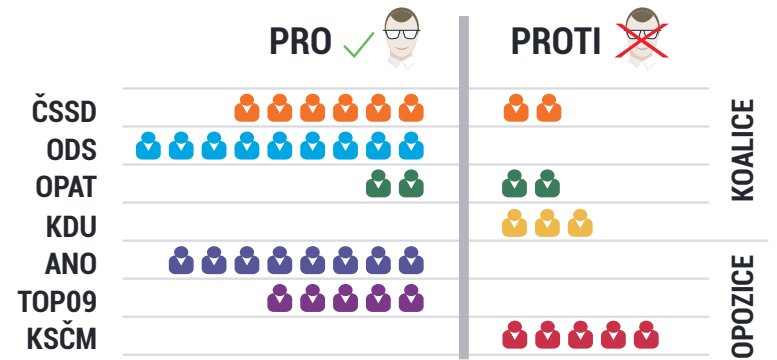 PRO
PROTI
ČSSD
ODS
OPAT
KDU
ANO
TOP09
KSČM
KOALICE
OPOZICE